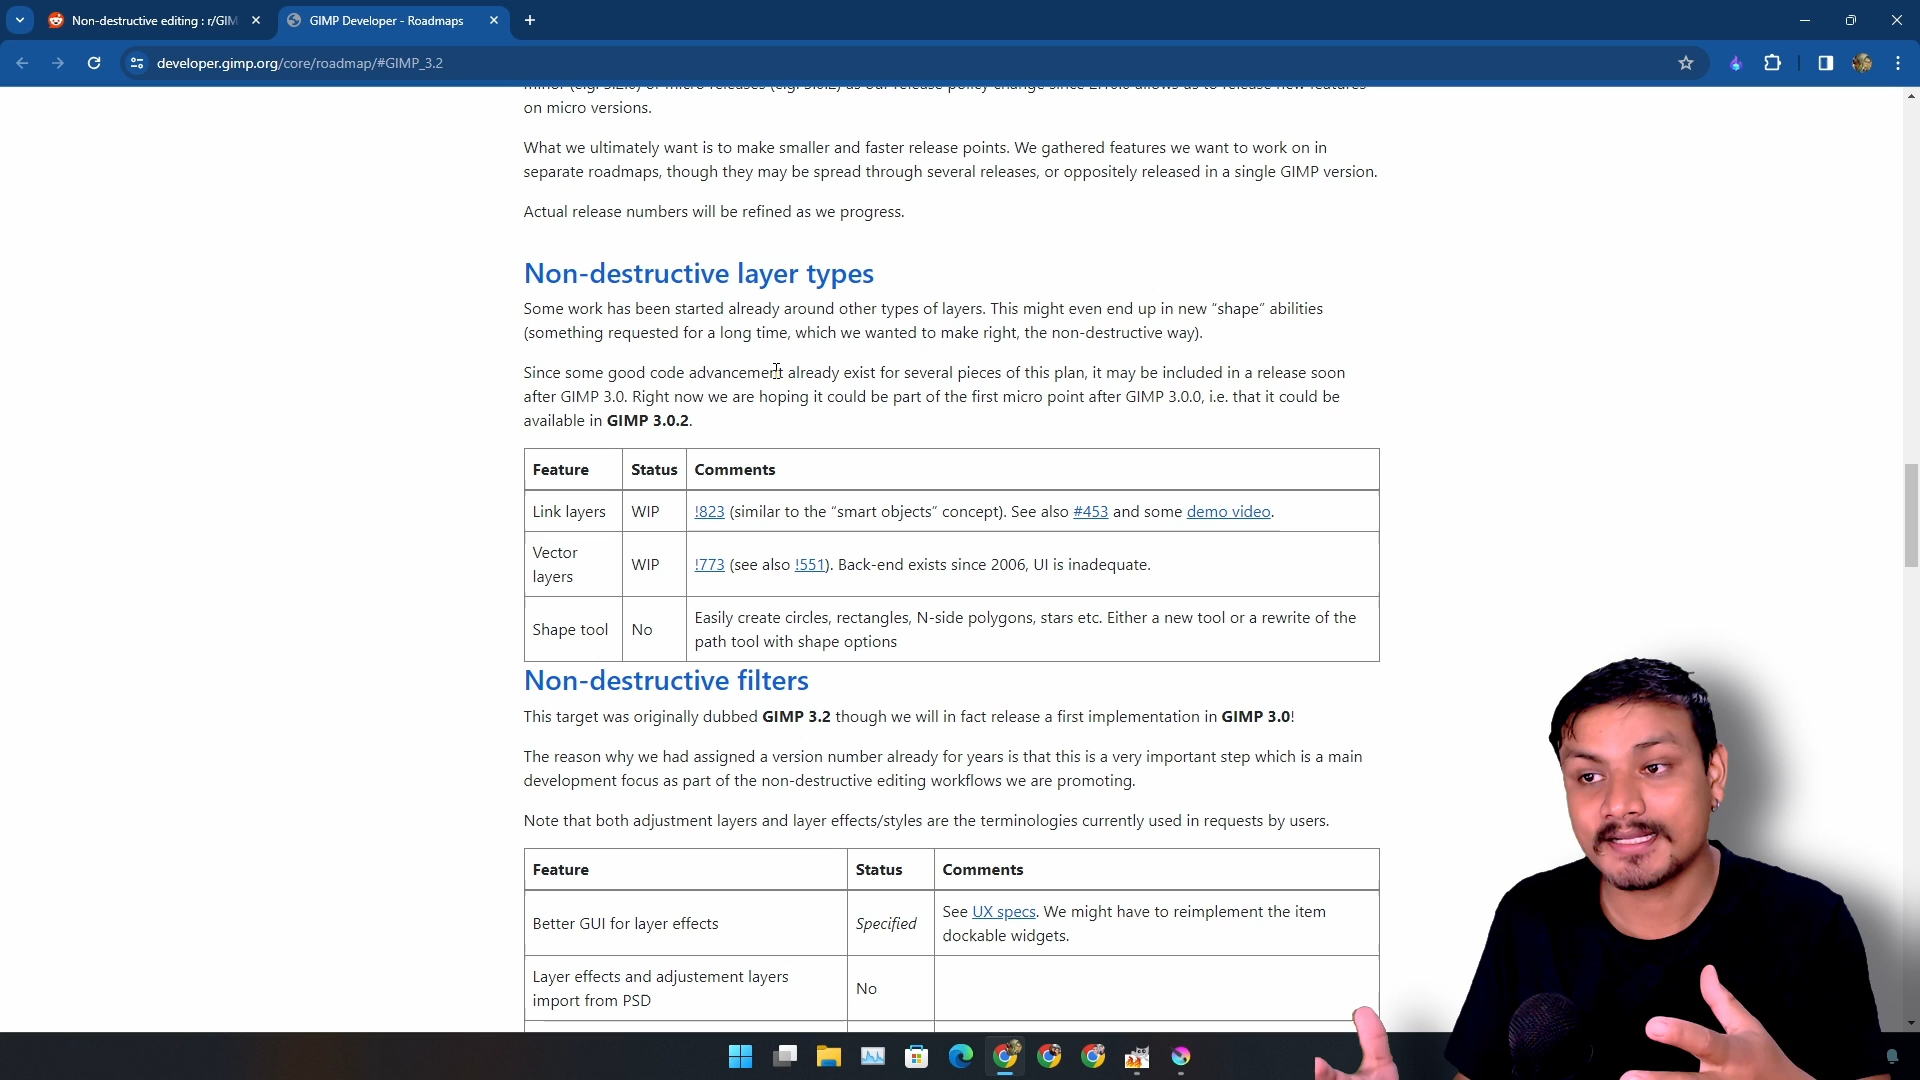 Non-destructive editing : r/GIM
GIMP Developer - Roadmaps
developer.gimp.org/core/roadmap/#GIMP_3.2
on micro versions.
What we ultimately want is to make smaller and faster release points. We gathered features we want to work on in
separate roadmaps, though they may be spread through several releases, or oppositely released in a single GIMP version.
Actual release numbers will be refined as we progress.
Non-destructive layer types
Some work has been started already around other types of layers. This might even end up in new “shape” abilities
(something requested for a long time, which we wanted to make right, the non-destructive way).
Since some good code advancement already exist for several pieces of this plan, it may be included in a release soon
after GIMP 3.0. Right now we are hoping it could be part of the first micro point after GIMP 3.0.0, i.e. that it could be
available in GIMP 3.0.2.
Feature Status Comments
Link layers WIP !823 (similar to the “smart objects” concept). See also #453 and some demo video.
Vector
layers
WIP
!773 (see also !551). Back-end exists since 2006, UI is inadequate.
Shape tool No
Easily create circles, rectangles, N-side polygons, stars etc. Either a new tool or a rewrite of the
path tool with shape options
Non-destructive filters
This target was originally dubbed GIMP 3.2 though we will in fact release a first implementation in GIMP 3.0!
The reason why we had assigned a version number already for years is that this is a very important step which is a main
development focus as part of the non-destructive editing workflows we are promoting.
Note that both adjustment layers and layer effects/styles are the terminologies currently used in requests by users.
Feature Status Comments
Better GUI for layer effects Specified
See UX specs. We might have to reimplement the item
dockable widgets.
Layer effects and adjustement layers
import from PSD
No